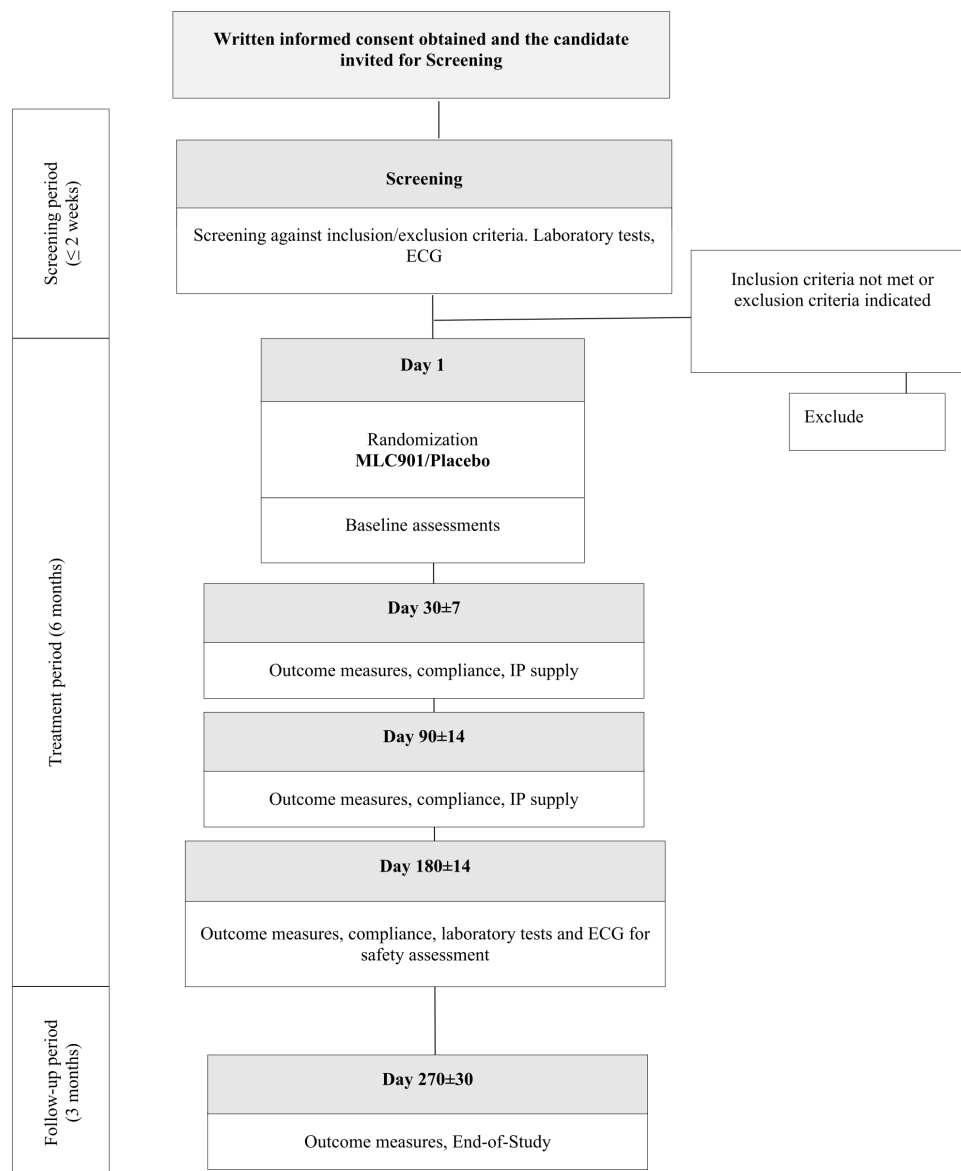 Written informed consent obtained and the candidate
invited for Screening
Screening period
(≤ 2 weeks)
Screening
Screening against inclusion/exclusion criteria. Laboratory tests,
ECG
Inclusion criteria not met or
exclusion criteria indicated
Exclude
Treatment period (6 months)
Day 1
Randomization
MLC901/Placebo
Baseline assessments
Day 30±7
Outcome measures, compliance, IP supply
Day 90±14
Outcome measures, compliance, IP supply
Day 180±14
Outcome measures, compliance, laboratory tests and ECG for
safety assessment
Follow-up period
(3 months)
Day 270±30
Outcome measures, End-of-Study